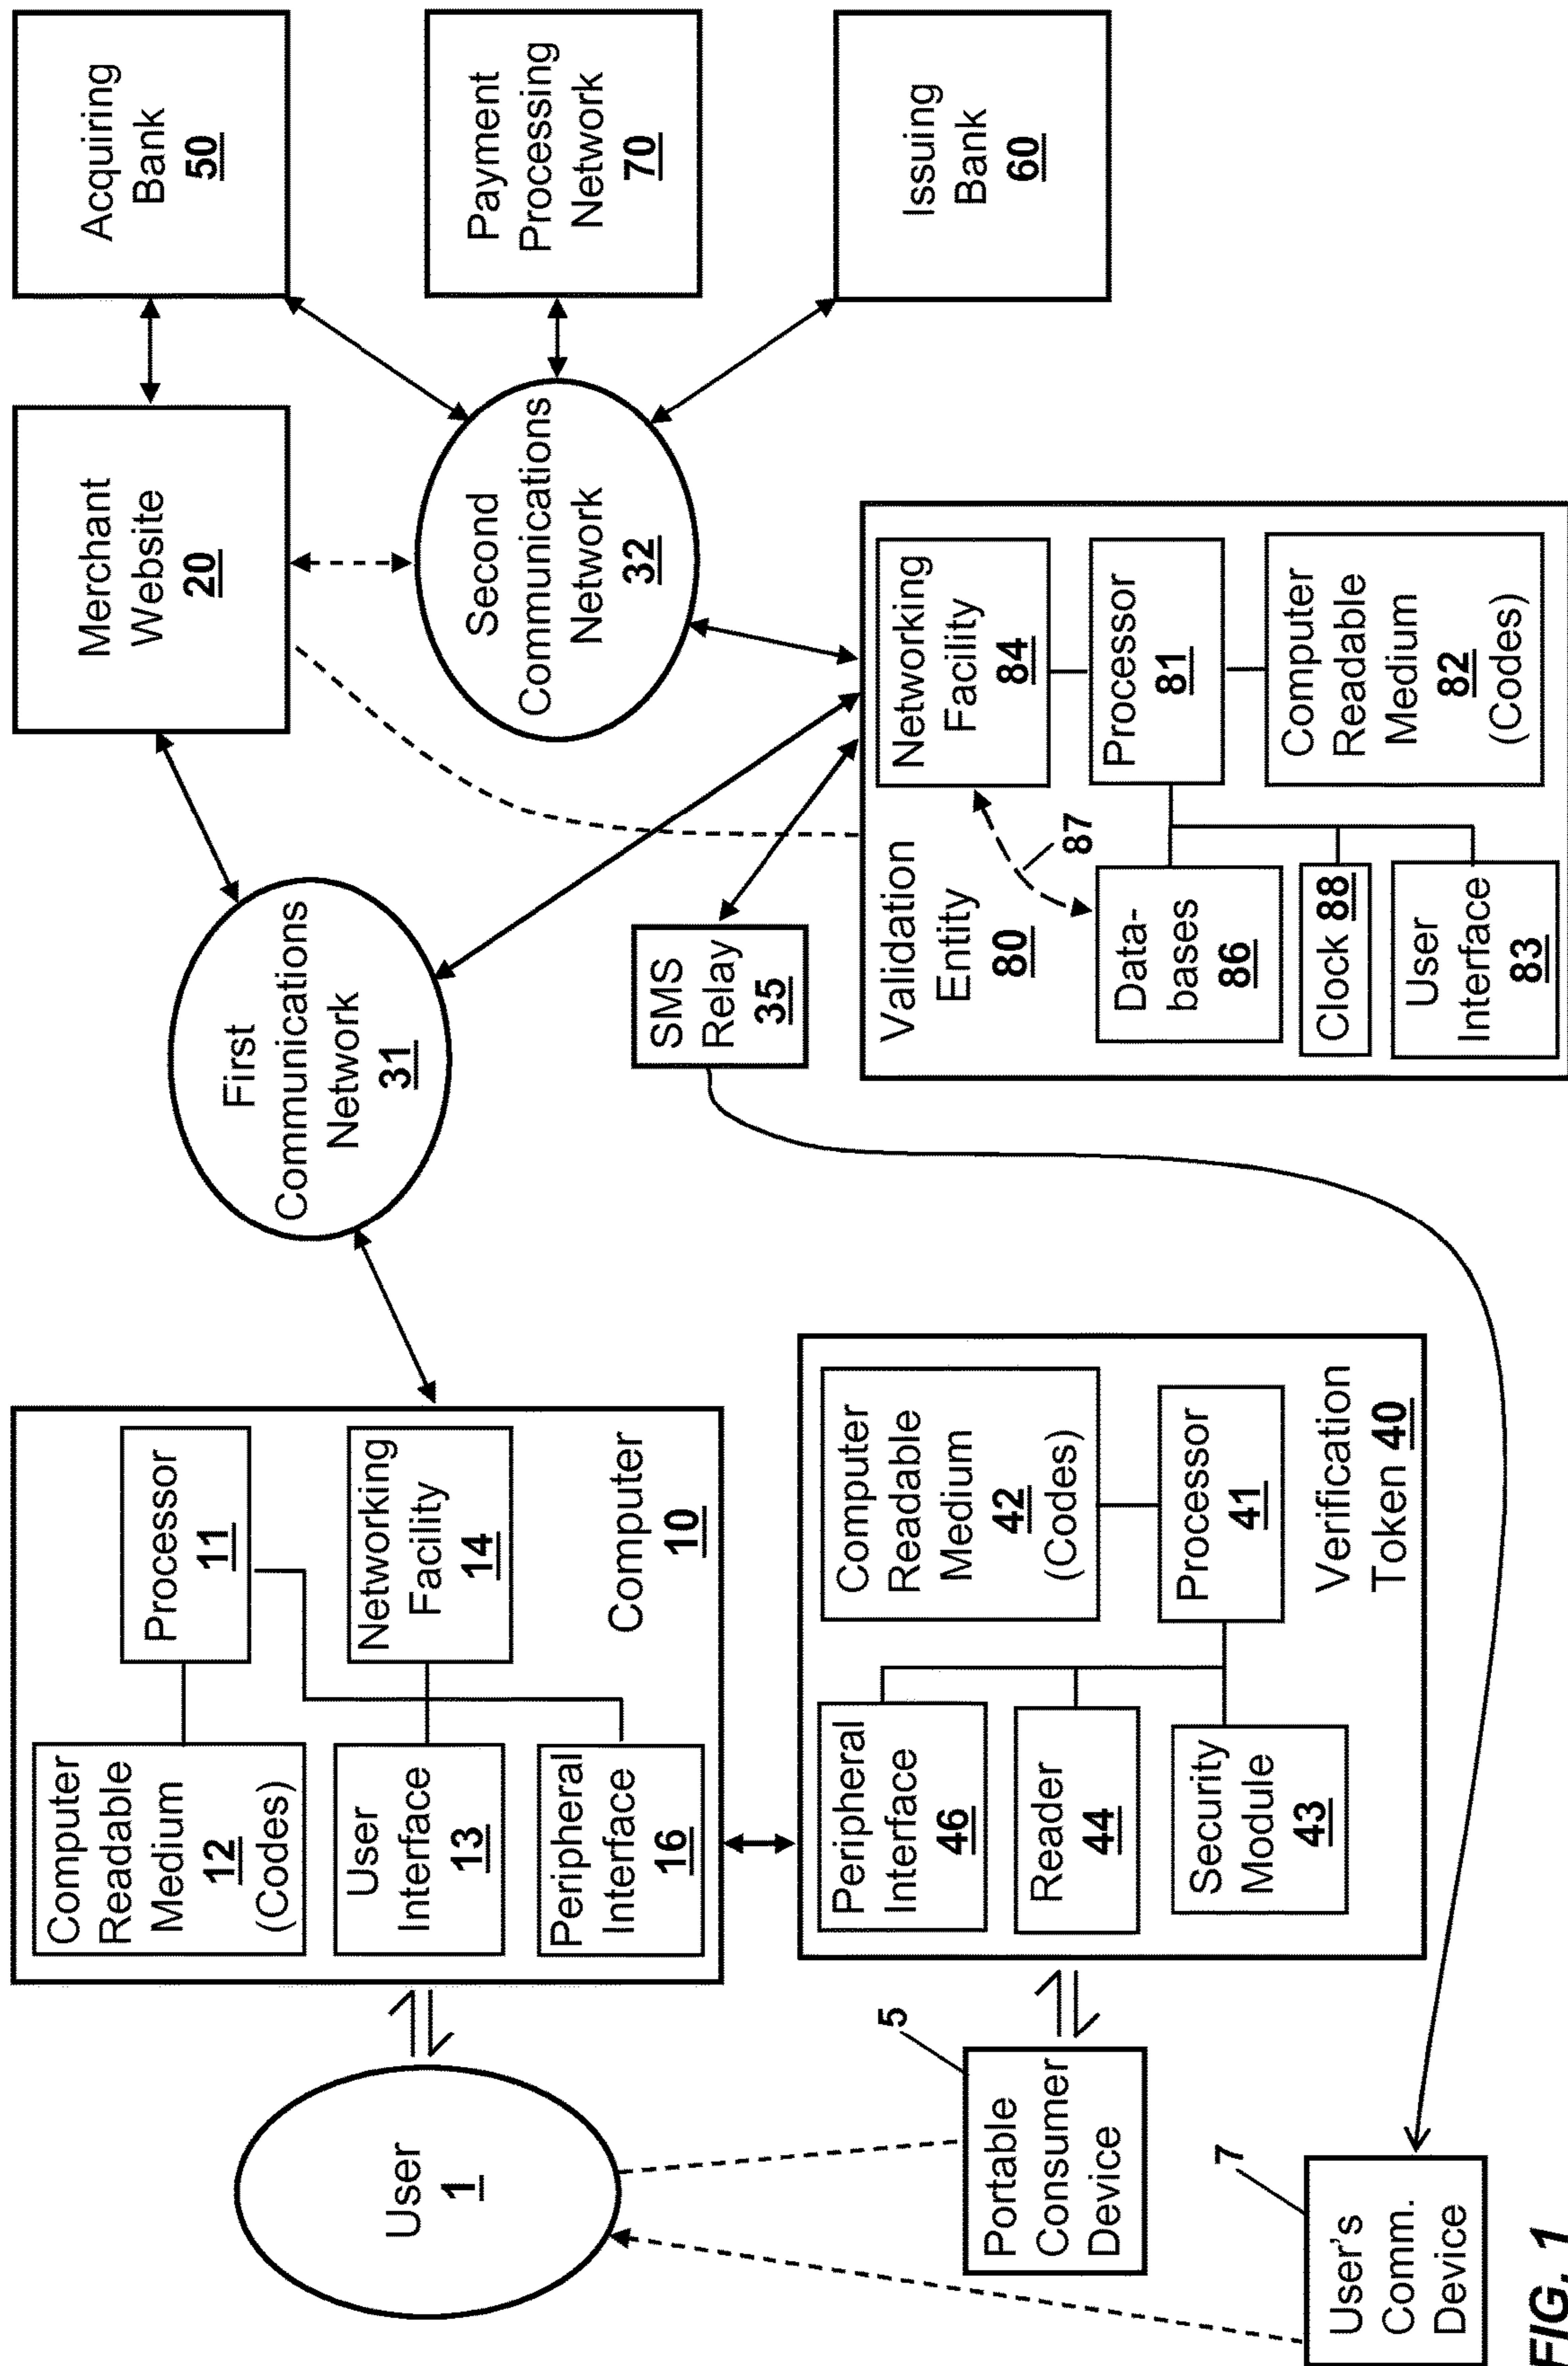 User
1
Computer
Readable
Medium
12
(Codes)
Processor
11
User
Interface
13
Networking
Facility
14
Peripheral
Interface
16
Computer
10
First
Communications
Network
31
Merchant
Website
20
Acquiring
Bank
50
Second
Communications
Network
32
Payment
Processing
Network
70
Issuing
Bank
60
5
Portable
Consumer
Device
Peripheral
Interface
46
Reader
44
Security
Module
43
Computer
Readable
Medium
42
(Codes)
Processor
41
Verification
Token 40
SMS
Relay
35
Validation
Entity
80
Networking
Facility
84
87
Data-
bases
86
Processor
81
Clock 88
User
Interface
83
Computer
Readable
Medium
82
(Codes)
7
User's
Comm.
Device
FIG. 1